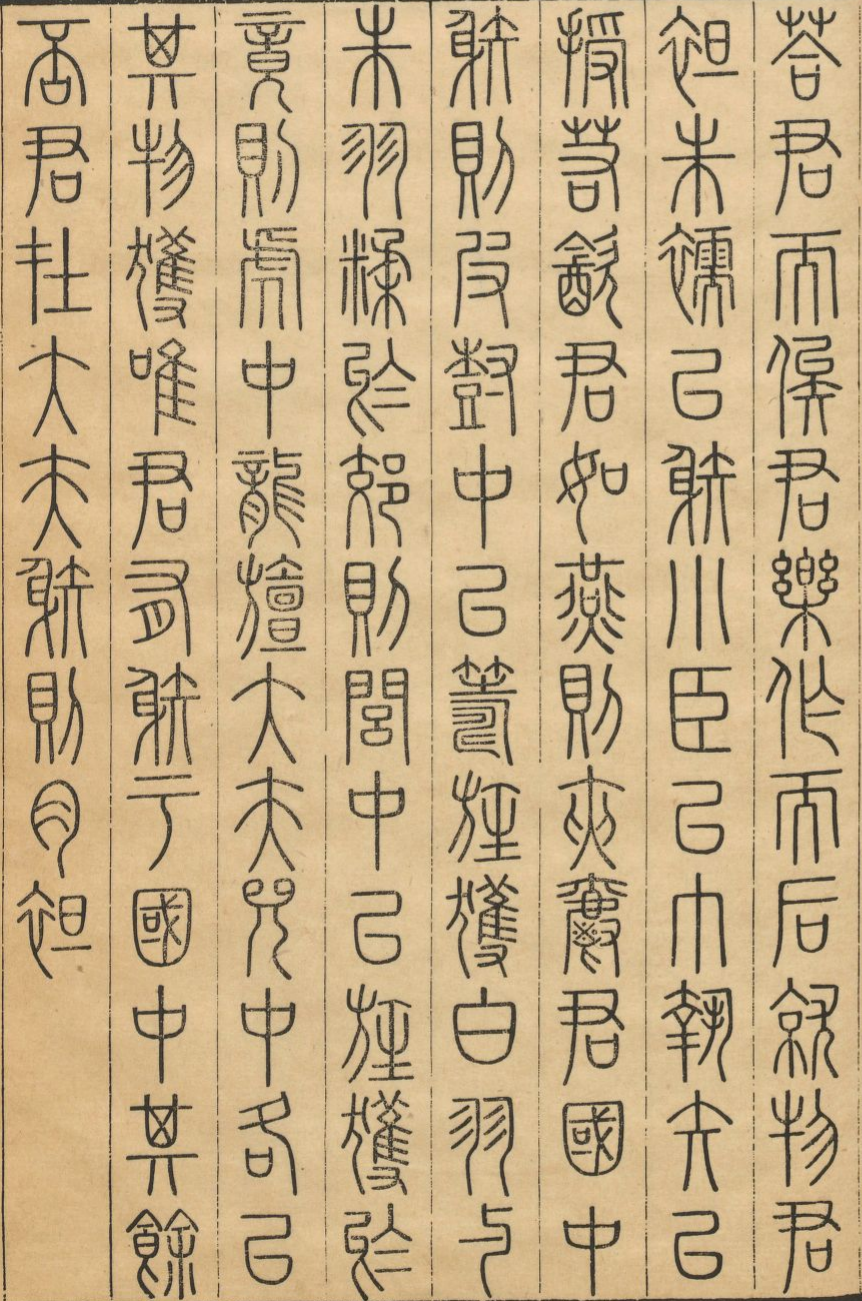 荅君而俟君樂作而后就物君
袒朱襦以射小臣以巾執矢以
授若飲君如燕則夾爵君國中
射則皮尌中以翿旌獲白羽与
朱羽糅於郊則閭中以旌獲於
竟則虎中龍旜大夫兕中各以
其物獲唯君有射于國中其餘
否君在大夫射則肉袒